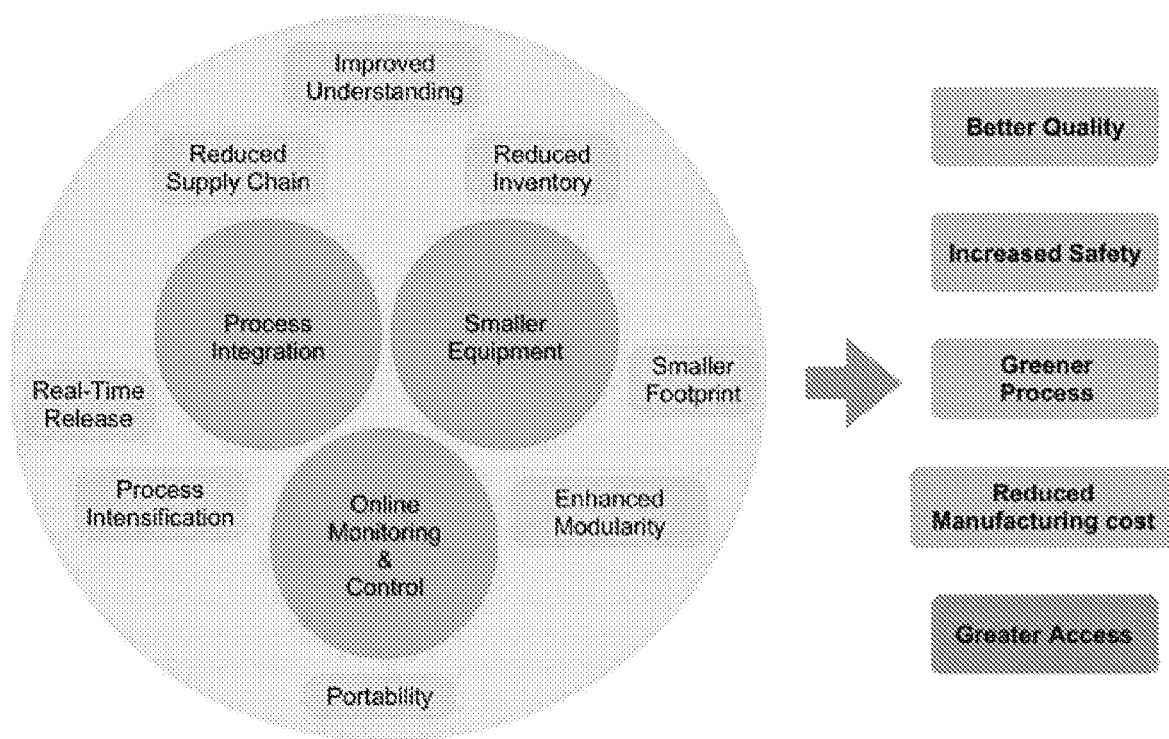 Improved
Understanding
Reduced
Supply Chain
Reduced
Inventory
Process
Integration
Smaller
Equipment
Real-Time
Release
Smaller
Footprint
Process
Intensification
Online
Monitoring
&
Control
Enhanced
Modularity
Portability
Better Quality
Increased Safety
Greener
Process
Reduced
Manufacturing cost
Greater Access